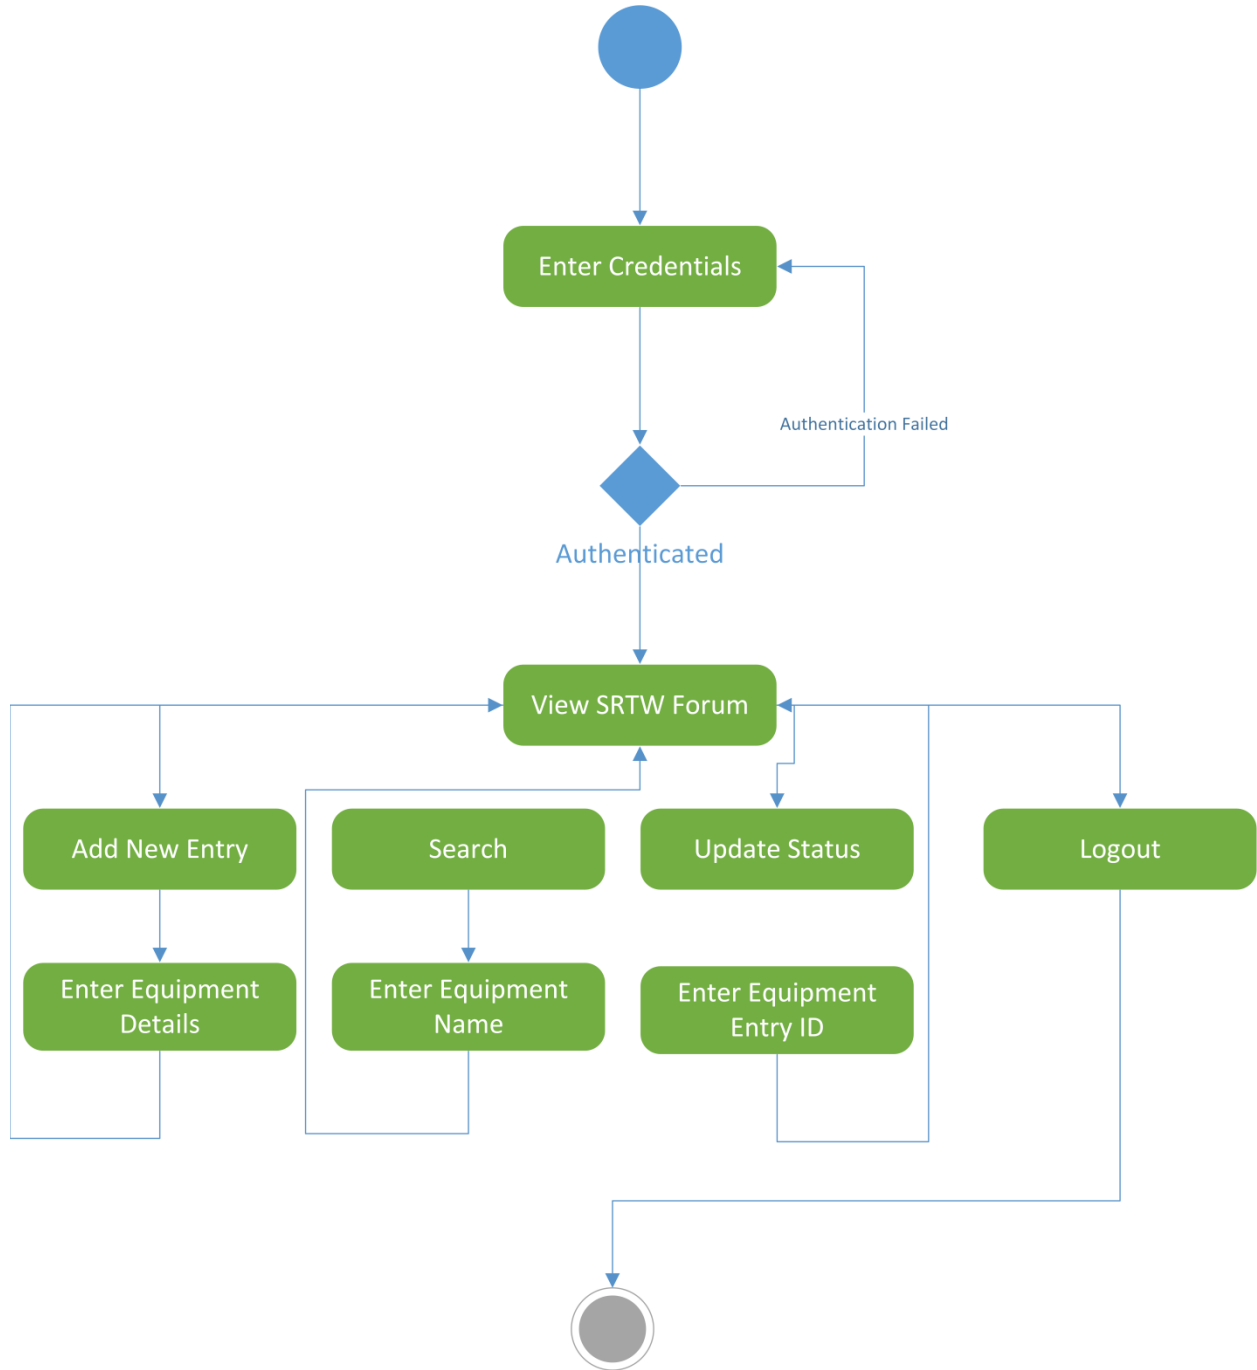 Enter Credentials
Authentication Failed
Authenticated
View SRTW Forum
Add New Entry
Search
Update Status
Logout
Enter Equipment
Details
Enter Equipment
Name
Enter Equipment
Entry ID